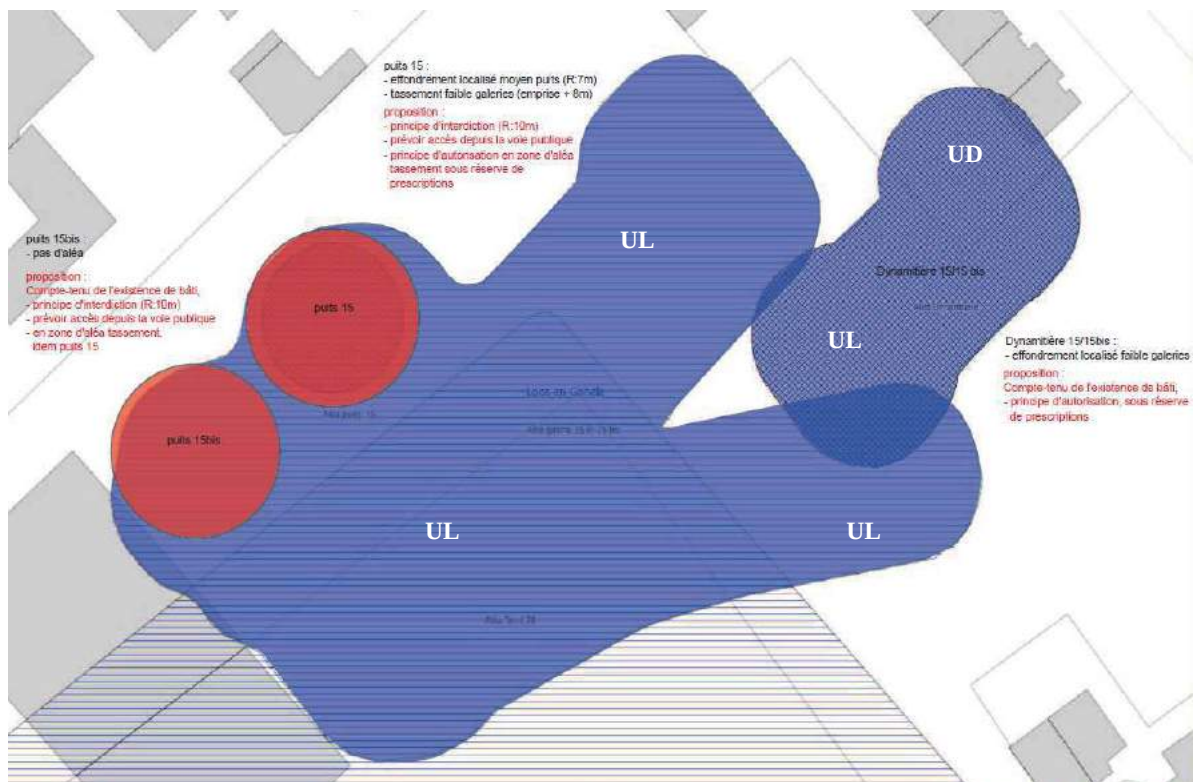 puits 15 :
- effondrement localisé moyen puits (R:7m)
- tassement faible galeries (emprise + 8m)
proposition :
- principe d'interdiction (R:10m)
- prévoir accès depuis la voie publique
- principe d'autorisation en zone d'aléa
tassement sous réserve de
prescriptions
UD
UL
puits 15bis :
- pas d'aléa
proposition :
Compte-tenu de l'existence de bâti,
- principe d'interdiction (R:10m)
- prévoir accès depuis la voie publique
- en zone d'aléa tassement,
idem puits 15
puits 15
Dynamitière 15/15 bis
UL
Dynamitière 15/15bis :
- effondrement localisé faible galeries
proposition :
Compte-tenu de l'existence de bâti,
- principe d'autorisation, sous réserve
de prescriptions
puits 15bis
UL
UL